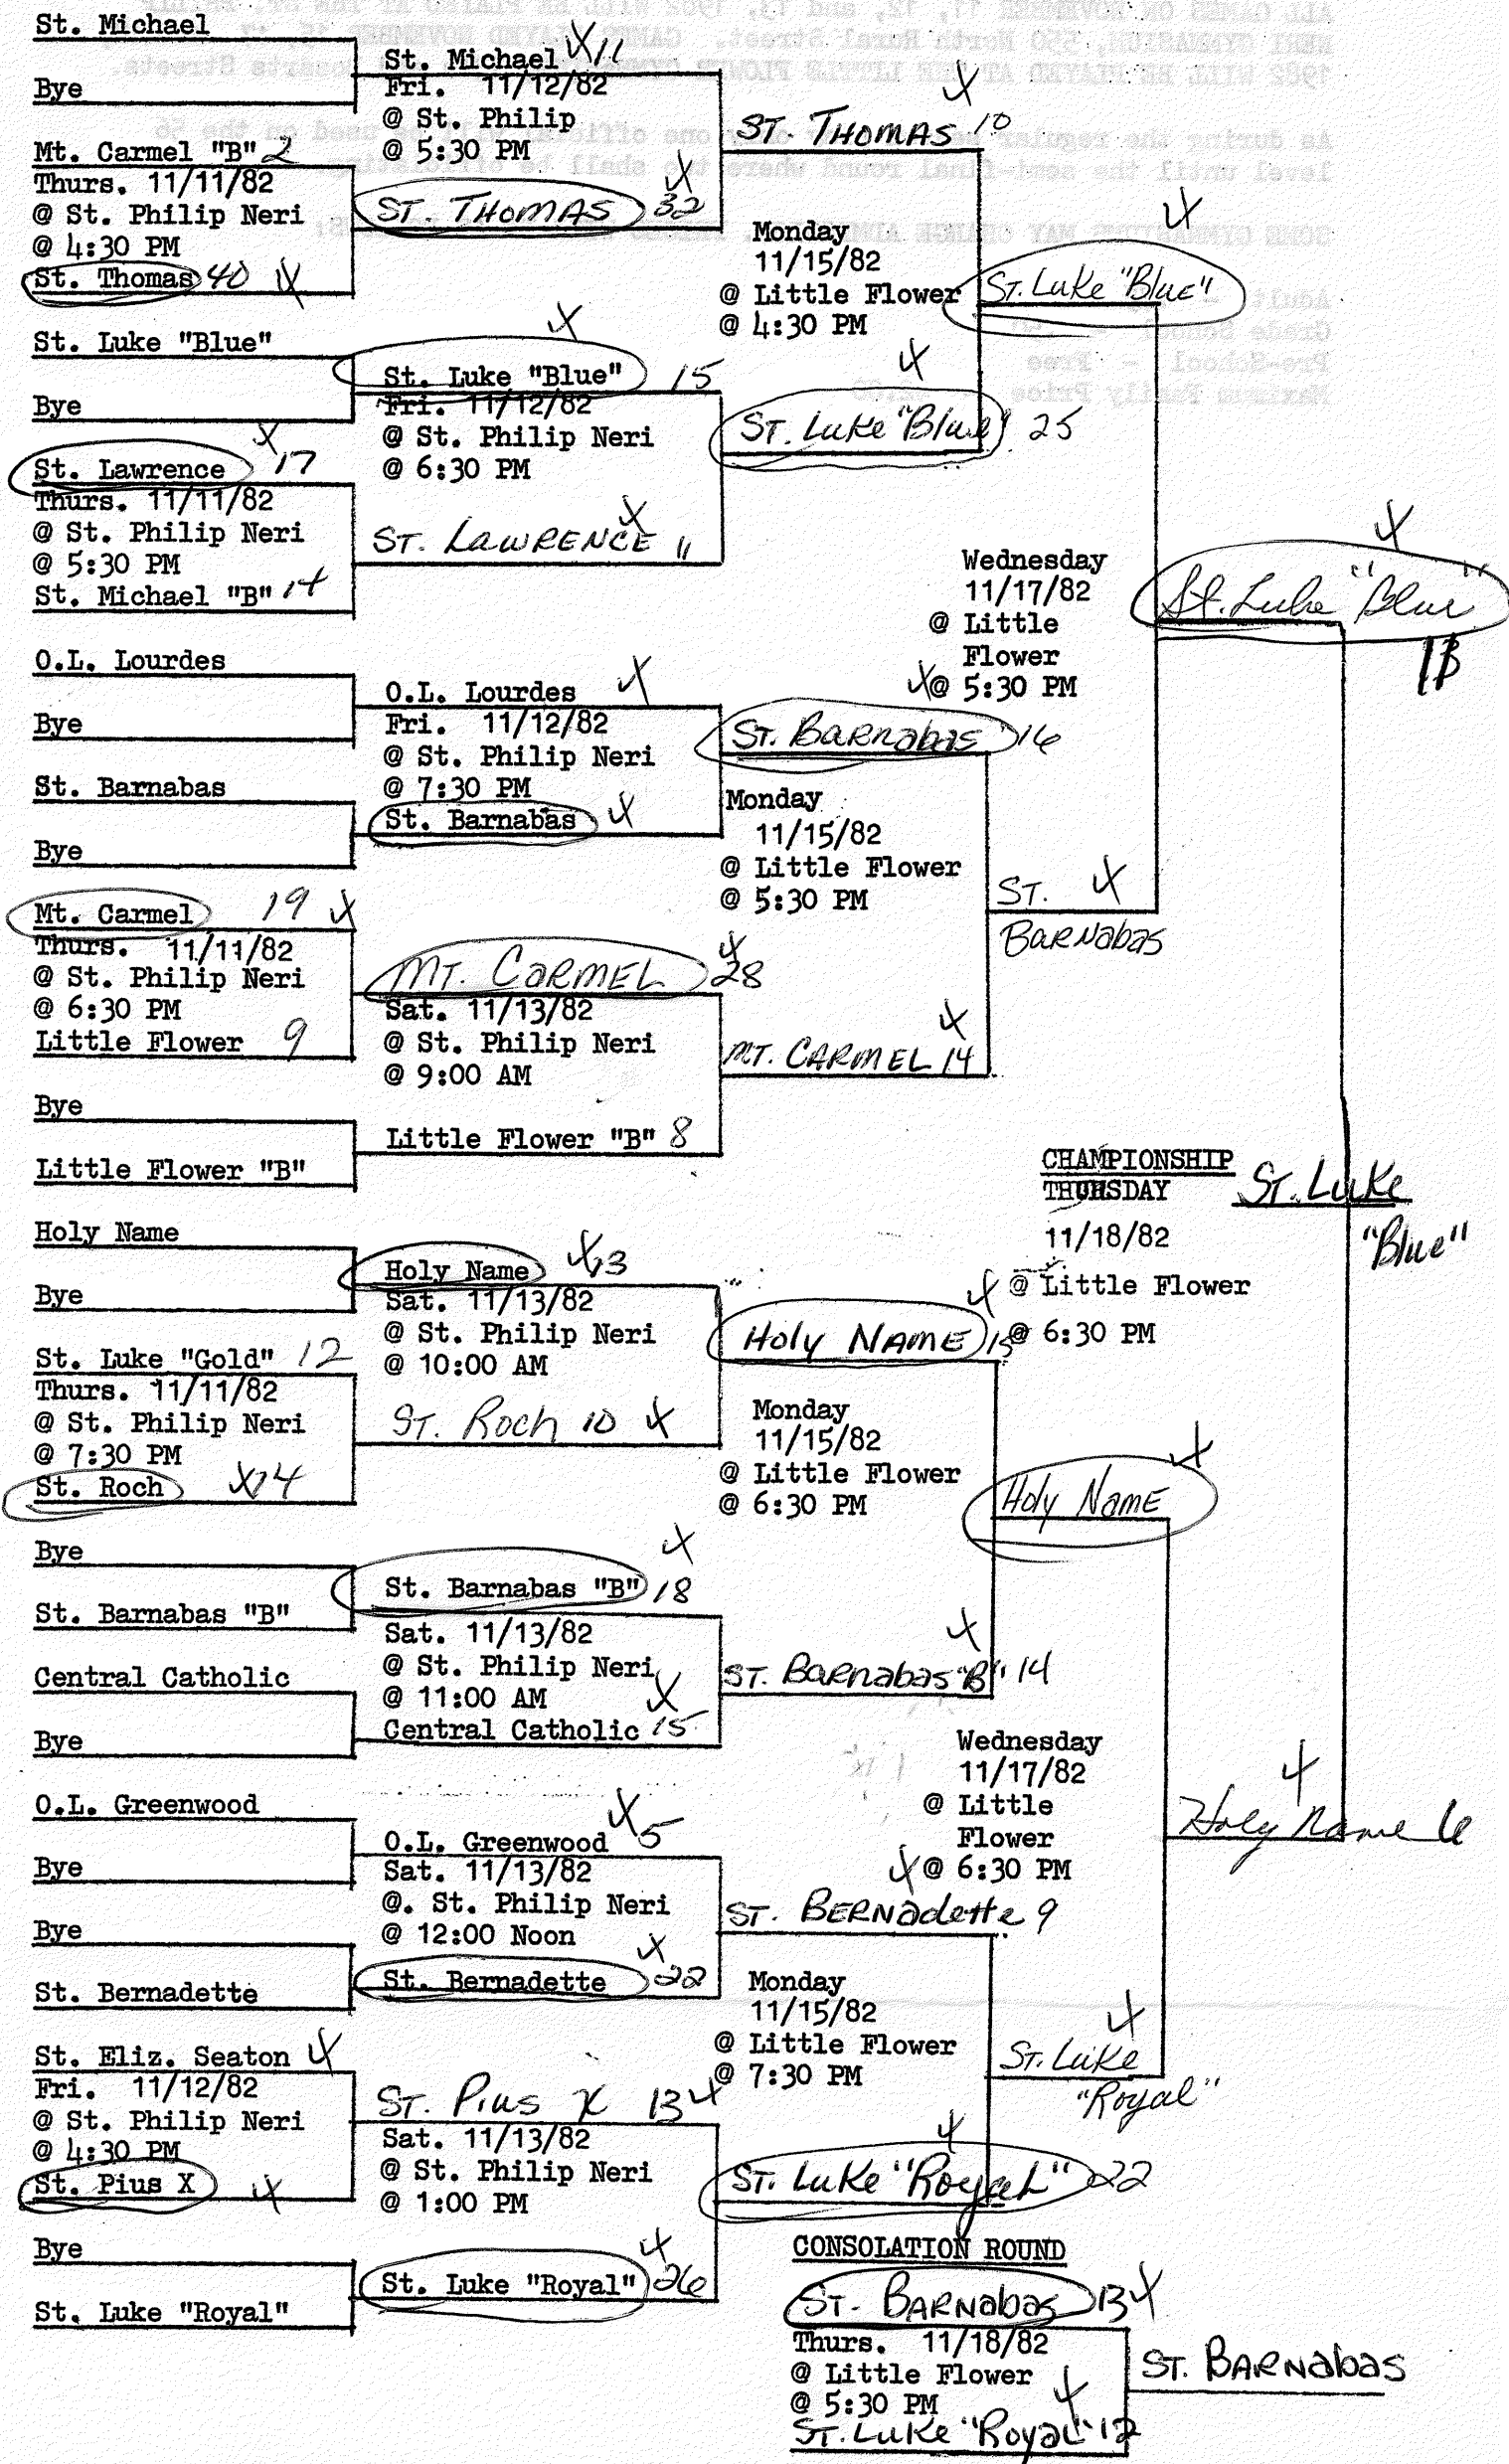 St. Michael
Bye
Mt. Carmel "B" 2
Thurs. 11/11/82
@ St. Philip Neri
@ 4:30 PM
St. Thomas 40
St. Luke "Blue"
Bye
St. Lawrence 17
Thurs. 11/11/82
@ St. Philip Neri
@ 5:30 PM
St. Michael "B" 14
O.L. Lourdes
Bye
St. Barnabas
Bye
Mt. Carmel 19
Thurs. 11/11/82
@ St. Philip Neri
@ 6:30 PM
Little Flower 9
Bye
Little Flower "B"
Holy Name
Bye
St. Luke "Gold" 12
Thurs. 11/11/82
@ St. Philip Neri
@ 7:30 PM
St. Roch 14
Bye
St. Barnabas "B"
Central Catholic
Bye
O.L. Greenwood
Bye
Bye
St. Bernadette
St. Eliz. Seaton
Fri. 11/12/82
@ St. Philip Neri
@ 4:30 PM
St. Pius X
Bye
St. Luke "Royal"
St. Michael 11
Fri. 11/12/82
@ St. Philip
@ 5:30 PM
ST. THOMAS 32
St. Luke "Blue" 15
Fri. 11/12/82
@ St. Philip Neri
@ 6:30 PM
ST. LAWRENCE 11
O.L. Lourdes
Fri. 11/12/82
@ St. Philip Neri
@ 7:30 PM
St. Barnabas
MT. CARMEL 28
Sat. 11/13/82
@ St. Philip Neri
@ 9:00 AM
Little Flower "B" 8
Holy Name
Sat. 11/13/82
@ St. Philip Neri
@ 10:00 AM
ST. Roch 10
St. Barnabas "B" 18
Sat. 11/13/82
@ St. Philip Neri
@ 11:00 AM
Central Catholic 15
O.L. Greenwood 5
Sat. 11/13/82
@. St. Philip Neri
@ 12:00 Noon
St. Bernadette 22
ST. Pius X 13
Sat. 11/13/82
@ St. Philip Neri
@ 1:00 PM
St. Luke "Royal" 26
ST. THOMAS 10
Monday
11/15/82
@ Little Flower
@ 4:30 PM
ST. Luke "Blue" 25
ST. Barnabas 16
Monday
11/15/82
@ Little Flower
@ 5:30 PM
MT. CARMEL 14
HOLY NAME
Monday
11/15/82
@ Little Flower
@ 6:30 PM
ST. Barnabas "B" 14
ST. BERNadette 9
Monday
11/15/82
@ Little Flower
@ 7:30 PM
ST. LUKE "RoyaL" 22
ST. Luke "Blue"
Wednesday
11/17/82
@ Little
Flower
@ 5:30 PM
ST.
BARNabas
Holy Name
Wednesday
11/17/82
@ Little
Flower
@ 6:30 PM
ST. Luke
"Royal"
St. Luke "Blue"
CHAMPIONSHIP
THURSDAY
11/18/82
@ Little Flower
@ 6:30 PM
ST. Luke
"Blue"
Holy Name 6
CONSOLATION ROUND
ST. BARNabas 13
Thurs. 11/18/82
@ Little Flower
@ 5:30 PM
ST. LUKE "Royal" 12
ST. BARNabas